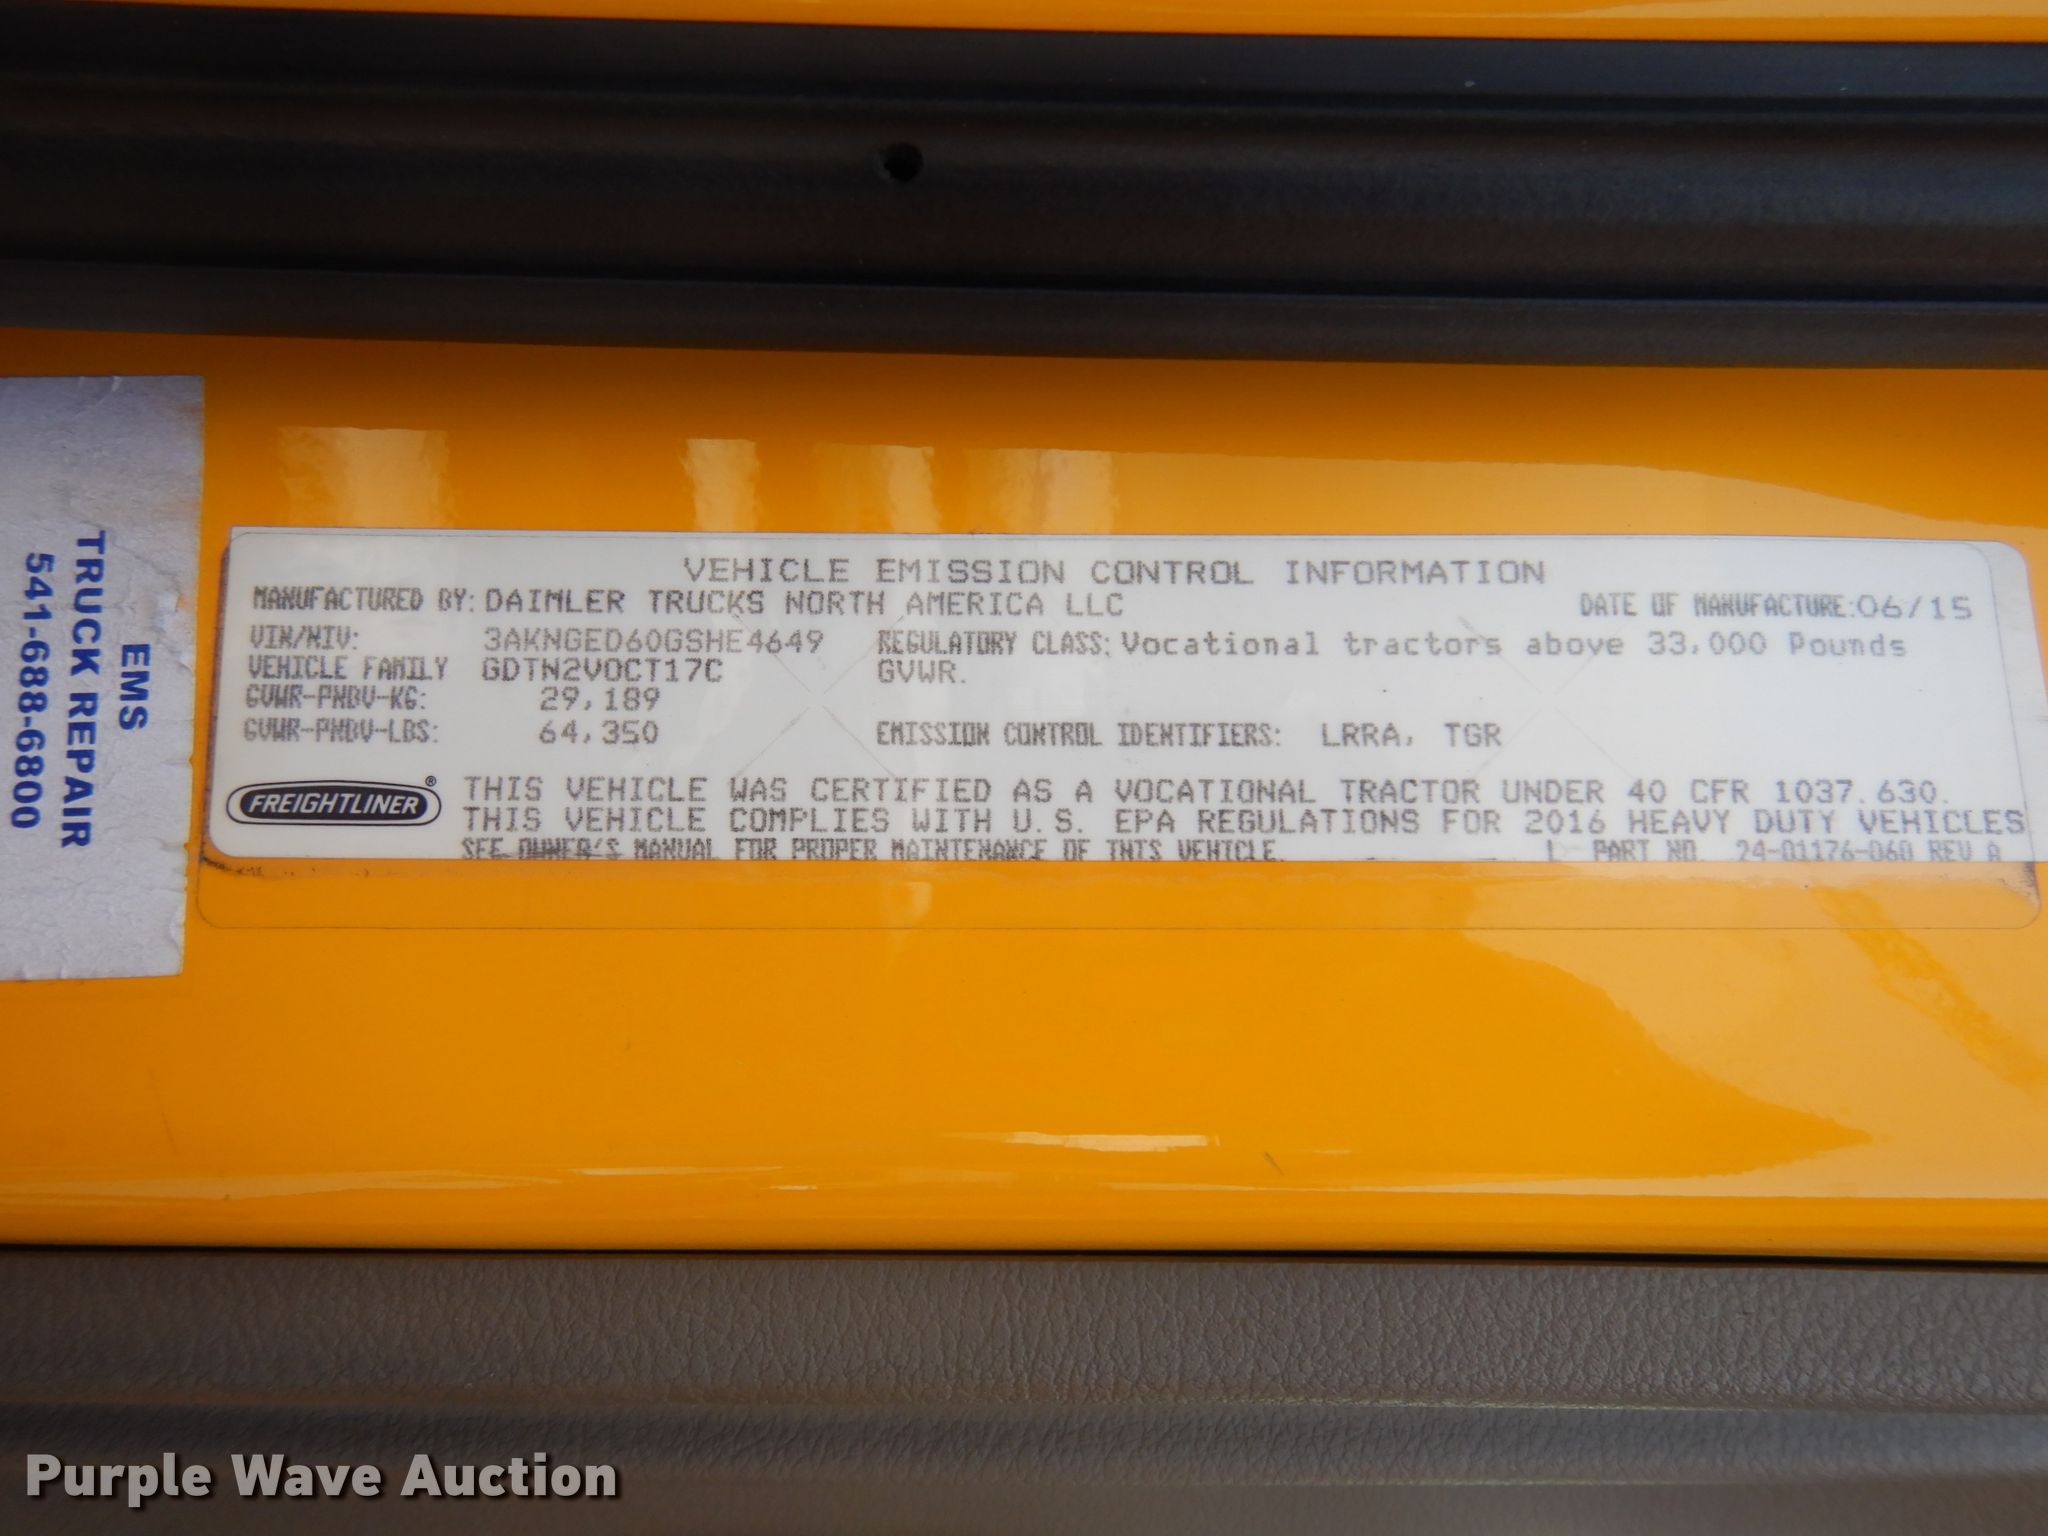 EMS
TRUCK REPAIR
541-688-6800
VEHICLE EMISSION CONTROL INFORMATION
MANUFACTURED BY: DAIMLER TRUCKS NORTH AMERICA LLC DATE OF MANUFACTURE: 06/15
VIN/NIV: 3AKNGED60GSHE4649 REGULATORY CLASS: Vocational tractors above 33,000 Pounds
VEHICLE FAMILY GDTN2VOCT17C GVWR.
GVWR-PNBV-KG: 29,189
GVWR-PNBV-LBS: 64,350 EMISSION CONTROL IDENTIFIERS: LRRA, TGR
FREIGHTLINER® THIS VEHICLE WAS CERTIFIED AS A VOCATIONAL TRACTOR UNDER 40 CFR 1037.630.
THIS VEHICLE COMPLIES WITH U.S. EPA REGULATIONS FOR 2016 HEAVY DUTY VEHICLES
SEE OWNER'S MANUAL FOR PROPER MAINTENANCE OF THIS VEHICLE. PART NO. 24-01176-060 REV A
Purple Wave Auction